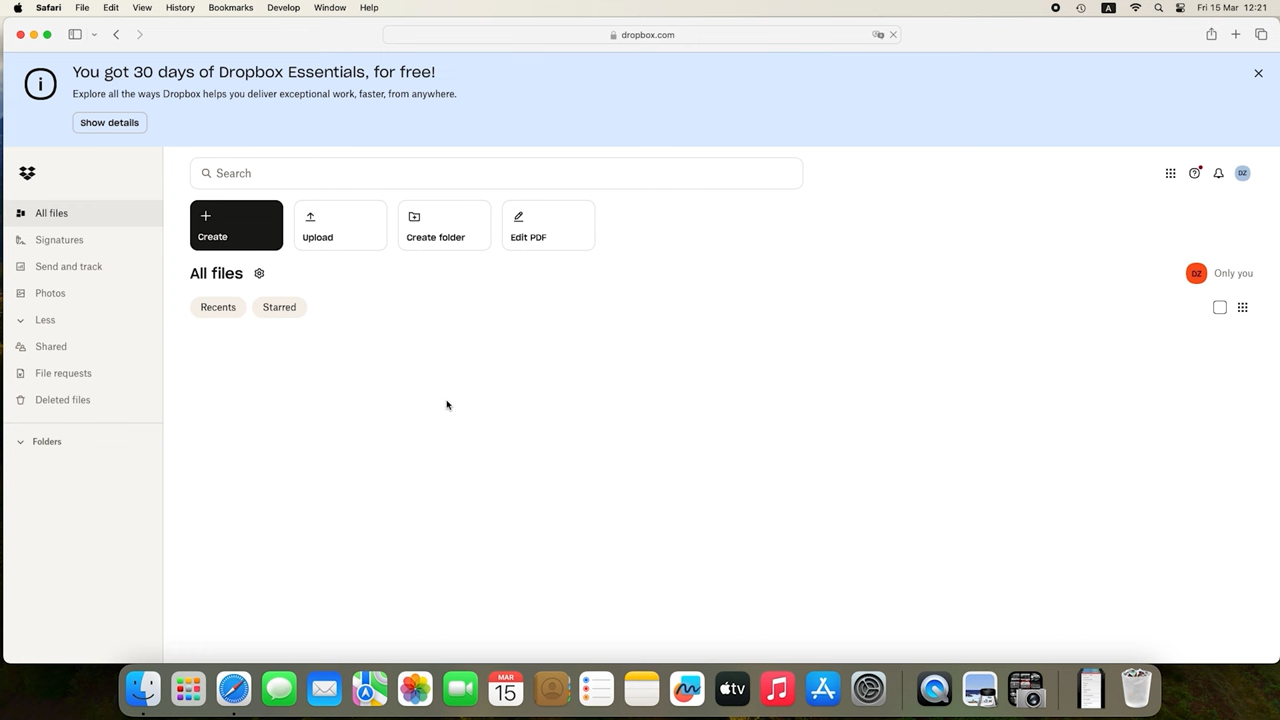 Safari File Edit View History Bookmarks Develop Window Help
A
Fri 15 Mar 12:21
dropbox.com
You got 30 days of Dropbox Essentials, for free!
Explore all the ways Dropbox helps you deliver exceptional work, faster, from anywhere.
Show details
Search
DZ
All files
Signatures
Send and track
Photos
Less
Shared
File requests
Deleted files
Folders
Create
Upload
Create folder
Edit PDF
All files
DZ Only you
Recents
Starred
MAR
15
tv